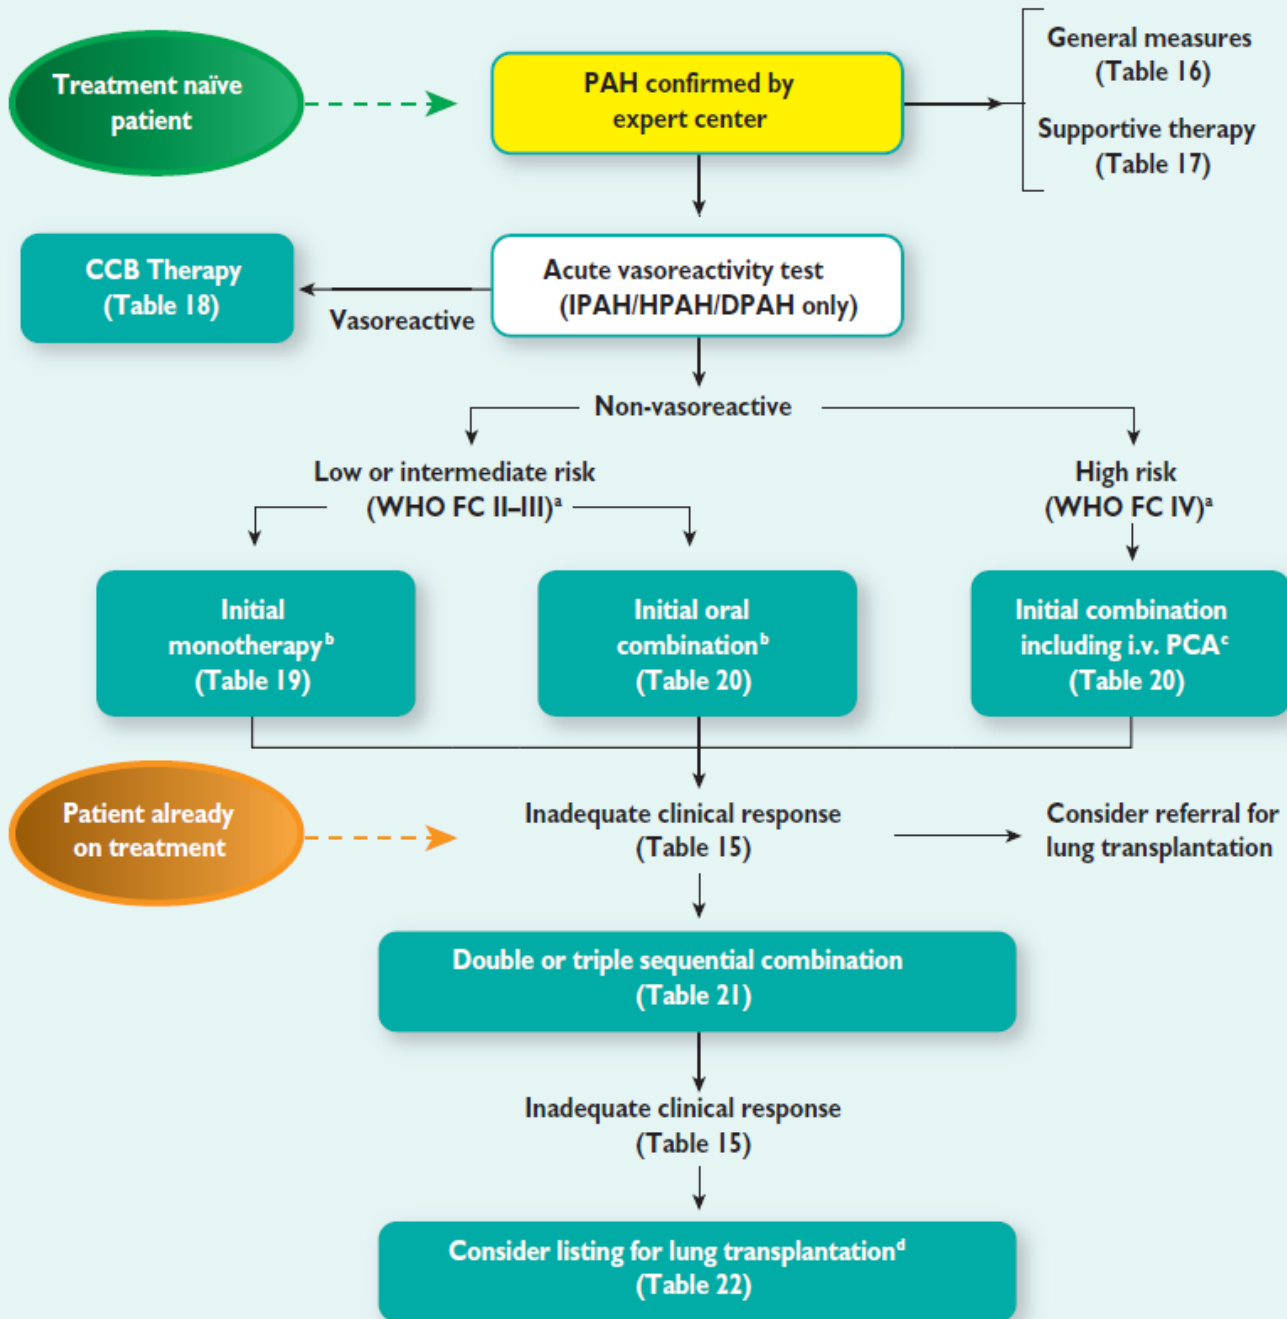 Treatment naïve
patient
PAH confirmed by
expert center
General measures
(Table 16)
Supportive therapy
(Table 17)
CCB Therapy
(Table 18)
Vasoreactive
Acute vasoreactivity test
(IPAH/HPAH/DPAH only)
Non-vasoreactive
Low or intermediate risk
(WHO FC II–III)ᵃ
High risk
(WHO FC IV)ᵃ
Initial
monotherapyᵇ
(Table 19)
Initial oral
combinationᵇ
(Table 20)
Initial combination
including i.v. PCAᶜ
(Table 20)
Patient already
on treatment
Inadequate clinical response
(Table 15)
Consider referral for
lung transplantation
Double or triple sequential combination
(Table 21)
Inadequate clinical response
(Table 15)
Consider listing for lung transplantationᵈ
(Table 22)